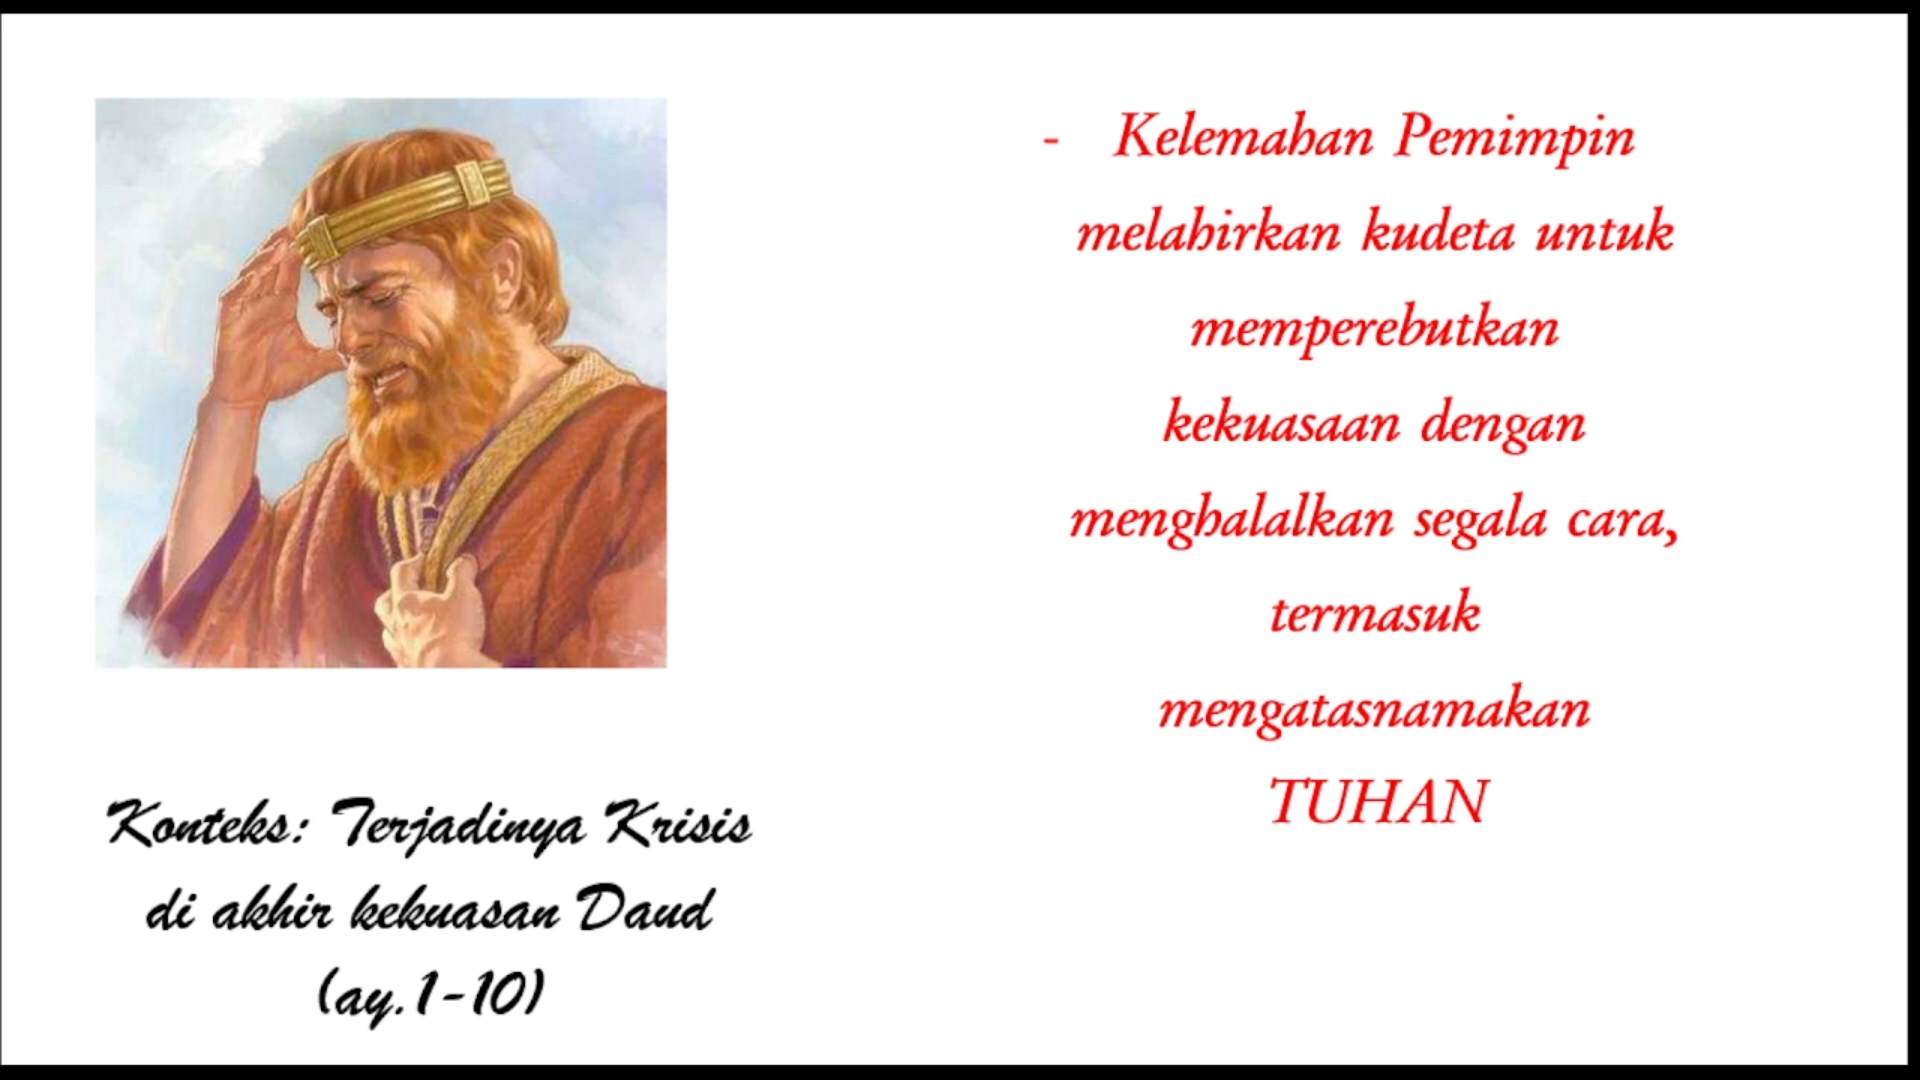 Konteks: Terjadinya Krisis
di akhir kekuasan Daud
(ay.1-10)
- Kelemahan Pemimpin
melahirkan kudeta untuk
memperebutkan
kekuasaan dengan
menghalalkan segala cara,
termasuk
mengatasnamakan
TUHAN